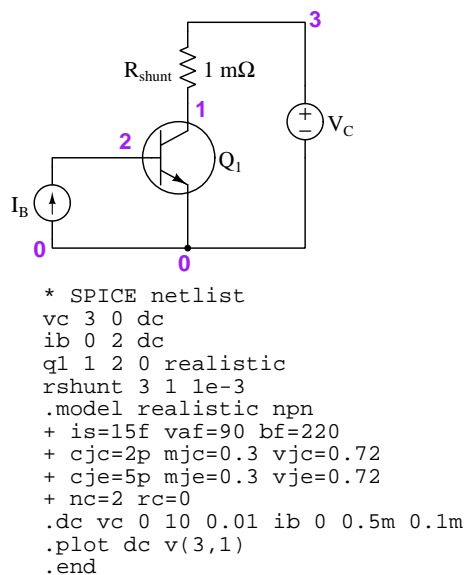 3
R_shunt 1 mΩ
1
+
−
V_C
2
Q_1
I_B
0
0
* SPICE netlist
vc 3 0 dc
ib 0 2 dc
q1 1 2 0 realistic
rshunt 3 1 1e-3
.model realistic npn
+ is=15f vaf=90 bf=220
+ cjc=2p mjc=0.3 vjc=0.72
+ cje=5p mje=0.3 vje=0.72
+ nc=2 rc=0
.dc vc 0 10 0.01 ib 0 0.5m 0.1m
.plot dc v(3,1)
.end